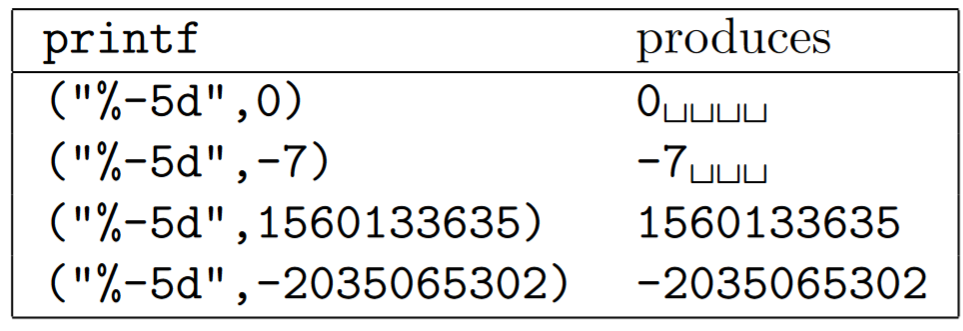 printf produces
("%-5d",0) 0␣␣␣␣
("%-5d",-7) -7␣␣␣
("%-5d",1560133635) 1560133635
("%-5d",-2035065302) -2035065302